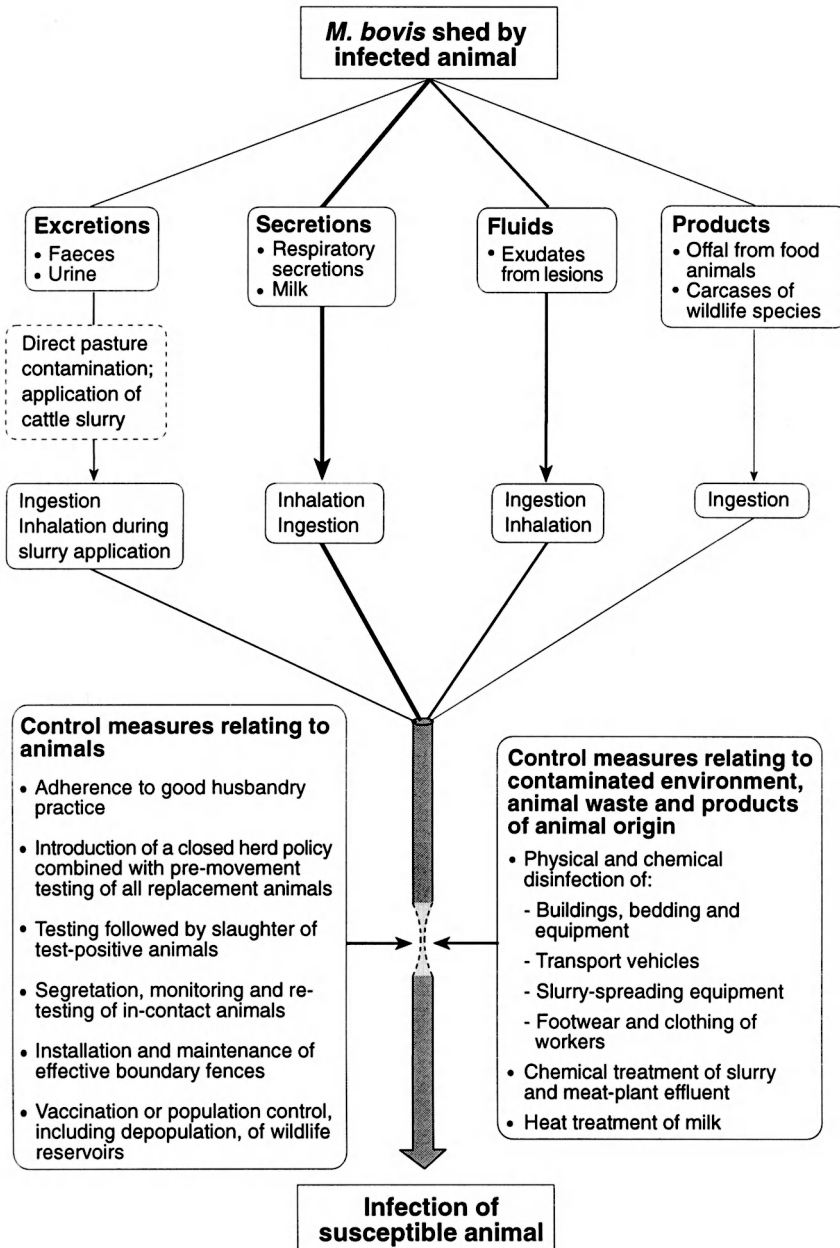 M. bovis shed by
infected animal
Excretions
• Faeces
• Urine
Secretions
• Respiratory
secretions
• Milk
Fluids
• Exudates
from lesions
Products
• Offal from food
animals
• Carcases of
wildlife species
Direct pasture
contamination;
application of
cattle slurry
Ingestion
Inhalation during
slurry application
Inhalation
Ingestion
Ingestion
Inhalation
Ingestion
Control measures relating to
animals
• Adherence to good husbandry
practice
• Introduction of a closed herd policy
combined with pre-movement
testing of all replacement animals
• Testing followed by slaughter of
test-positive animals
• Segretation, monitoring and re-
testing of in-contact animals
• Installation and maintenance of
effective boundary fences
• Vaccination or population control,
including depopulation, of wildlife
reservoirs
Control measures relating to
contaminated environment,
animal waste and products
of animal origin
• Physical and chemical
disinfection of:
- Buildings, bedding and
equipment
- Transport vehicles
- Slurry-spreading equipment
- Footwear and clothing of
workers
• Chemical treatment of slurry
and meat-plant effluent
• Heat treatment of milk
Infection of
susceptible animal